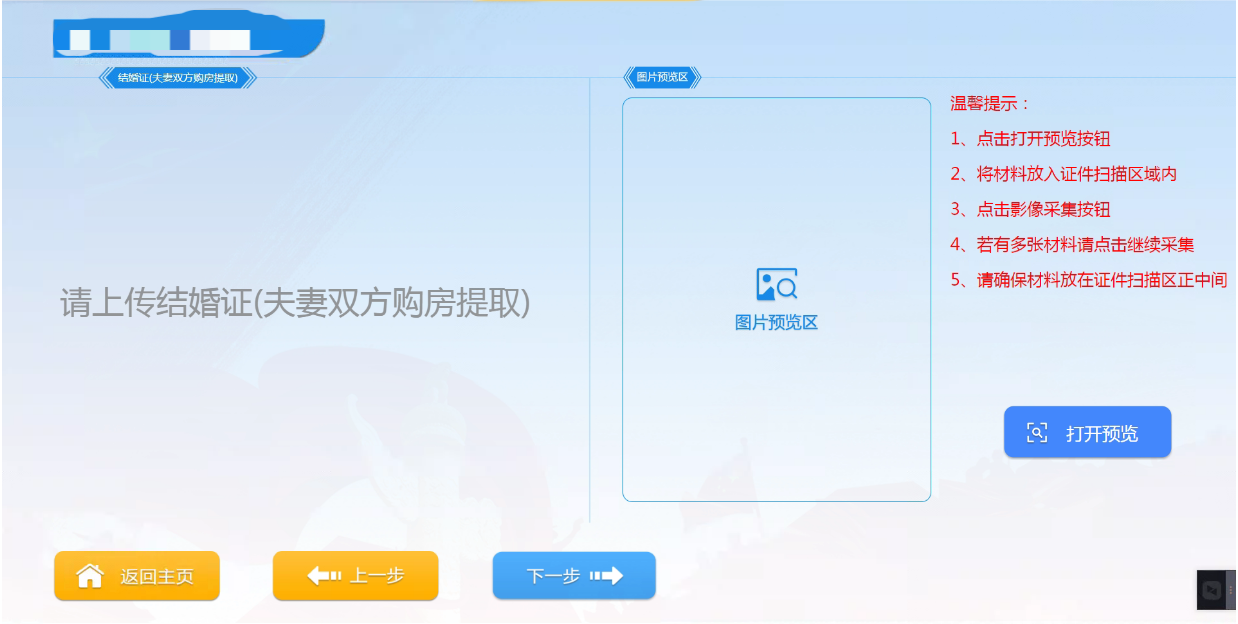 结婚证(夫妻双方购房提取)
图片预览区
请上传结婚证(夫妻双方购房提取)
图片预览区
温馨提示：
1、点击打开预览按钮
2、将材料放入证件扫描区域内
3、点击影像采集按钮
4、若有多张材料请点击继续采集
5、请确保材料放在证件扫描区正中间
打开预览
返回主页
上一步
下一步